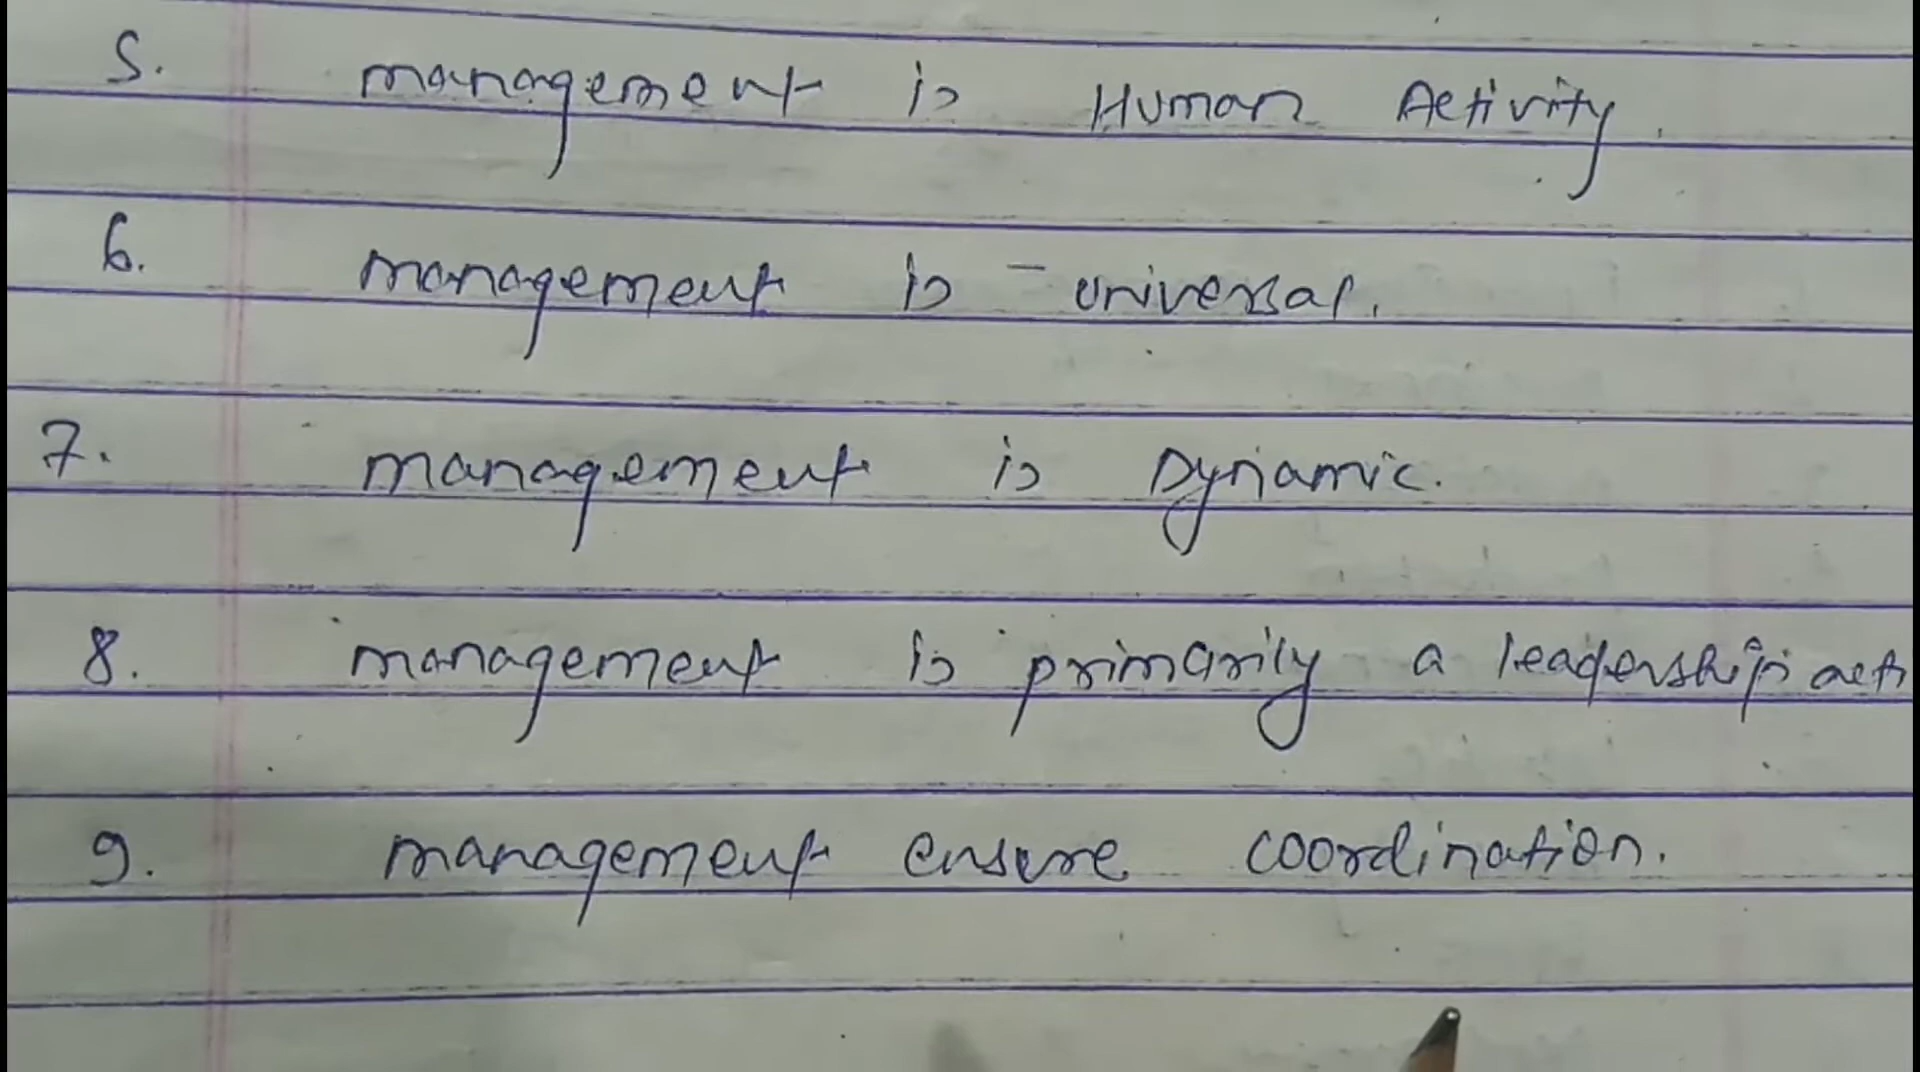 5. management is Human Activity.
6. management is - universal.
7. management is Dynamic.
8. management is primarily a leadership acti
9. management ensure coordination.